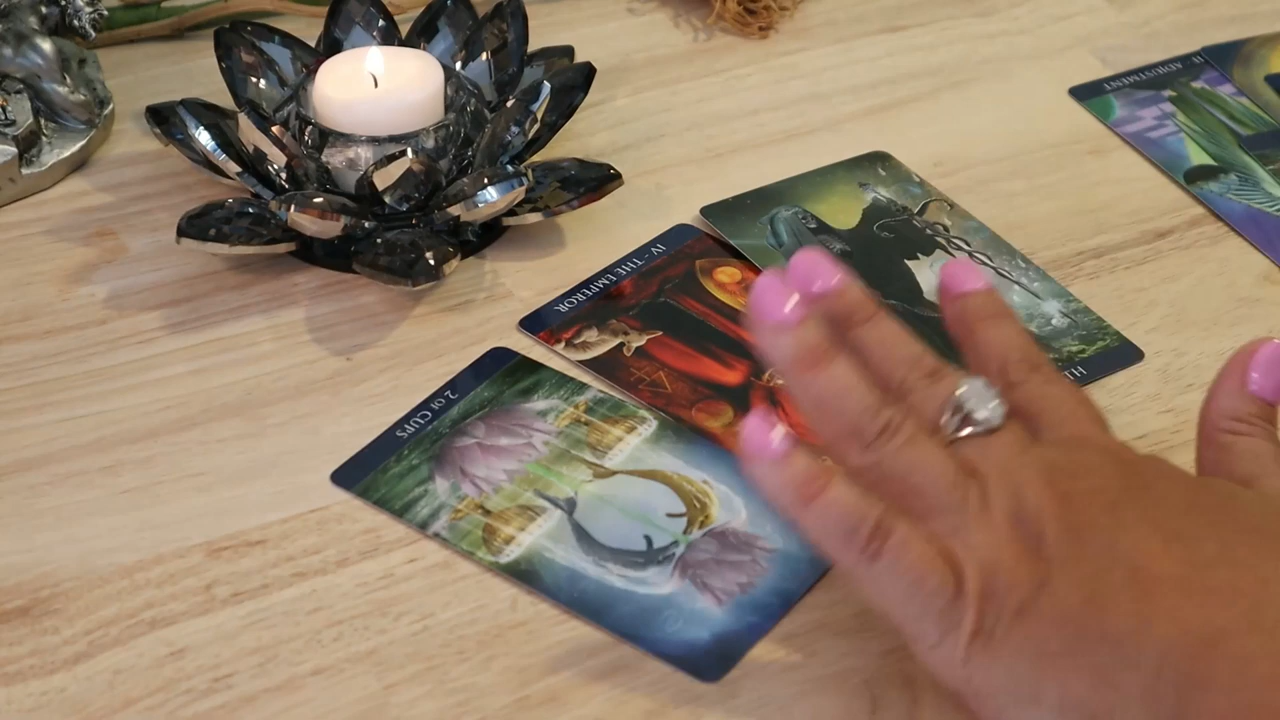 II ADJUSTMENT
IV - THE EMPEROR
2 of CUPS